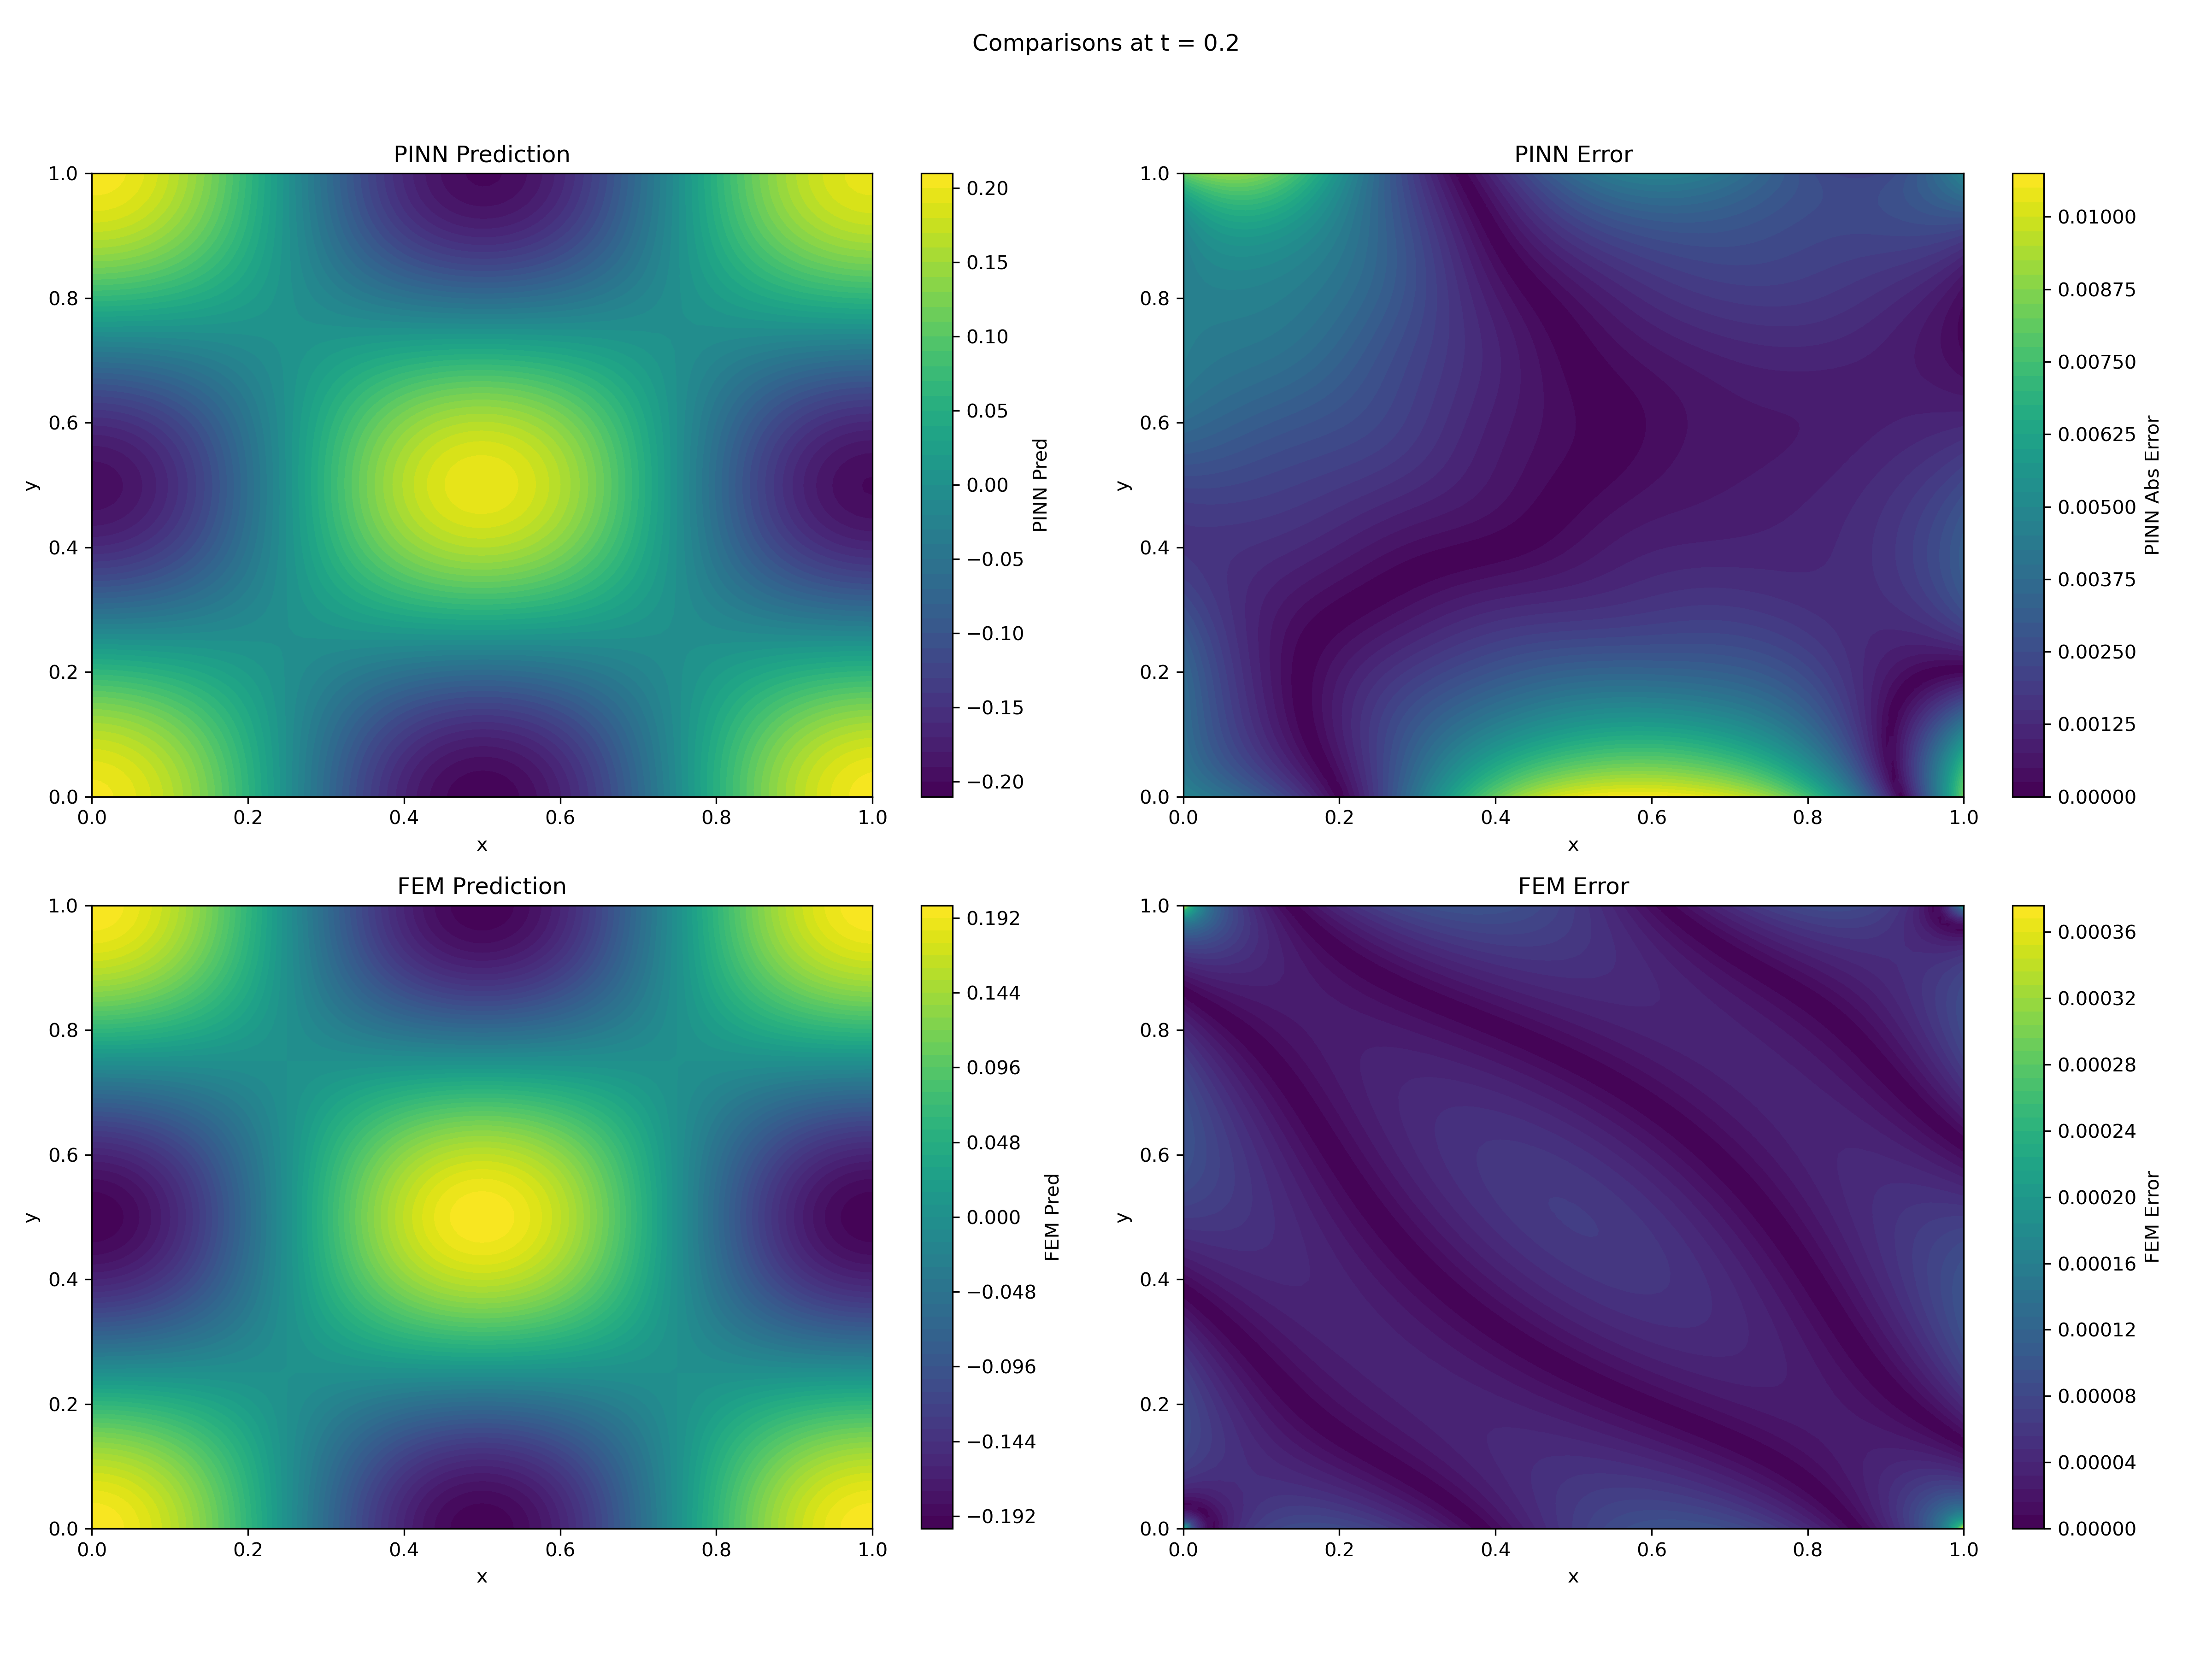 Comparisons at t = 0.2
PINN Prediction
1.0
0.8
0.6
0.4
0.2
0.0
y
0.0 0.2 0.4 0.6 0.8 1.0
x
0.20
0.15
0.10
0.05
0.00
−0.05
−0.10
−0.15
−0.20
PINN Pred
PINN Error
1.0
0.8
0.6
0.4
0.2
0.0
y
0.0 0.2 0.4 0.6 0.8 1.0
x
0.01000
0.00875
0.00750
0.00625
0.00500
0.00375
0.00250
0.00125
0.00000
PINN Abs Error
FEM Prediction
1.0
0.8
0.6
0.4
0.2
0.0
y
0.0 0.2 0.4 0.6 0.8 1.0
x
0.192
0.144
0.096
0.048
0.000
−0.048
−0.096
−0.144
−0.192
FEM Pred
FEM Error
1.0
0.8
0.6
0.4
0.2
0.0
y
0.0 0.2 0.4 0.6 0.8 1.0
x
0.00036
0.00032
0.00028
0.00024
0.00020
0.00016
0.00012
0.00008
0.00004
0.00000
FEM Error